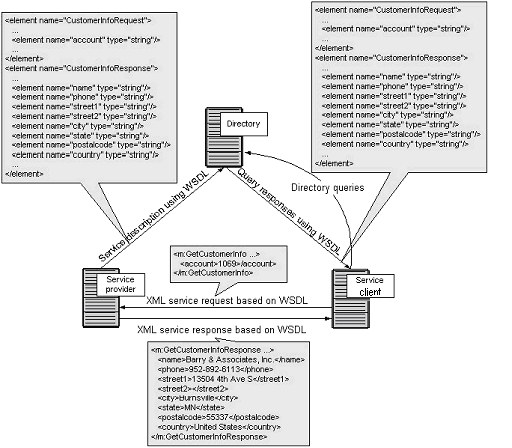 <element name="CustomerInfoRequest">
...
<element name="account" type="string"/>
...
</element>
<element name="CustomerInfoResponse">
...
<element name="name" type="string"/>
<element name="phone" type="string"/>
<element name="street1" type="string"/>
<element name="street2" type="string"/>
<element name="city" type="string"/>
<element name="state" type="string"/>
<element name="postalcode" type="string"/>
<element name="country" type="string"/>
...
</element>
<element name="CustomerInfoRequest">
...
<element name="account" type="string"/>
...
</element>
<element name="CustomerInfoResponse">
...
<element name="name" type="string"/>
<element name="phone" type="string"/>
<element name="street1" type="string"/>
<element name="street2" type="string"/>
<element name="city" type="string"/>
<element name="state" type="string"/>
<element name="postalcode" type="string"/>
<element name="country" type="string"/>
...
</element>
Directory
Service description using WSDL
Query responses using WSDL
Directory queries
<m:GetCustomerInfo ...>
<account>1069>/account>
</m:GetCustomerInfo>
Service
provider
Service
client
XML service request based on WSDL
XML service response based on WSDL
<m:GetCustomerInfoResponse ...>
<name>Barry & Associates, Inc.</name>
<phone>952-892-6113</phone>
<street1>13504 4th Ave S</street1>
<street2></street2>
<city>Burnsville</city>
<state>MN</state>
<postalcode>55337</postalcode>
<country>United States</country>
</m:GetCustomerInfoResponse>